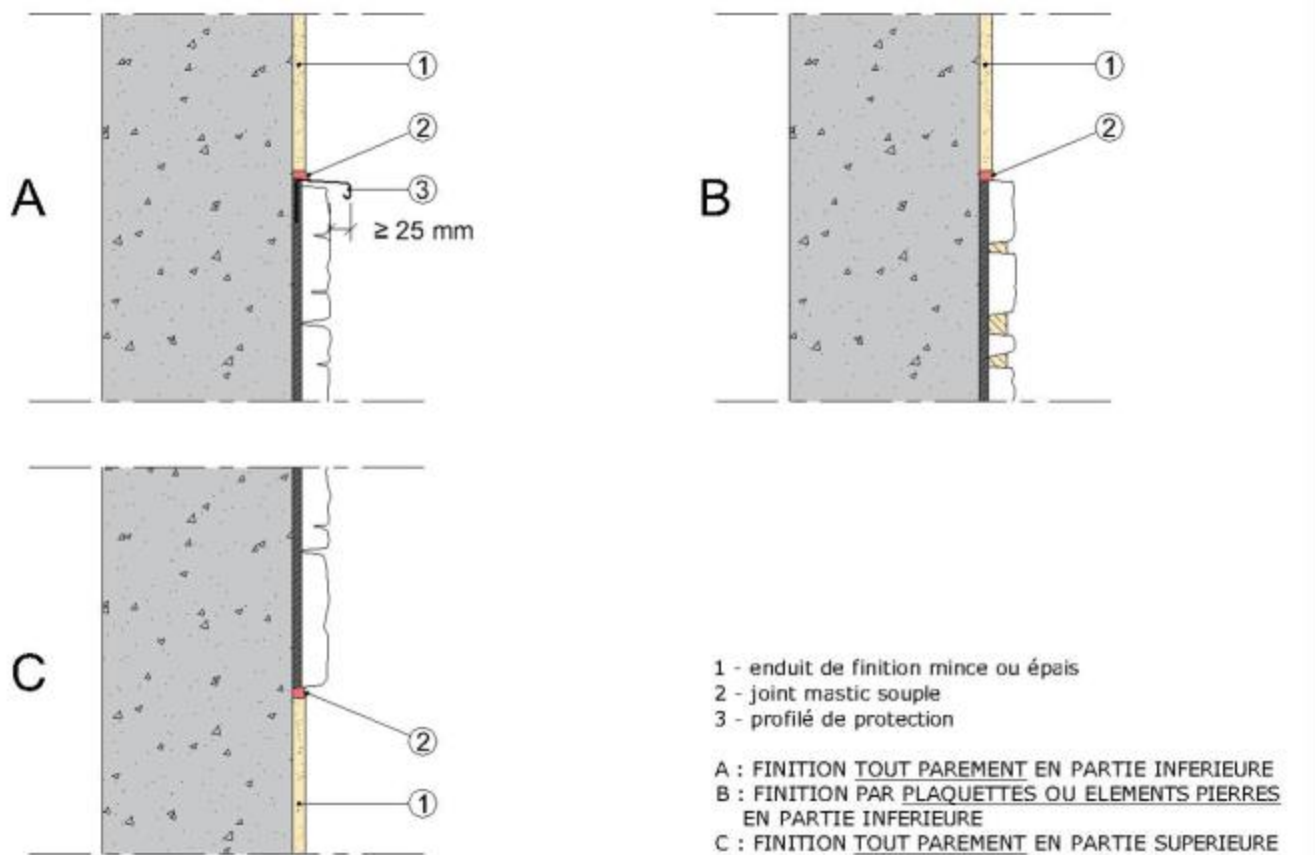 A
1
2
3
≥ 25 mm
B
1
2
C
2
1
1 - enduit de finition mince ou épais
2 - joint mastic souple
3 - profilé de protection
A : FINITION TOUT PAREMENT EN PARTIE INFERIEURE
B : FINITION PAR PLAQUETTES OU ELEMENTS PIERRES
EN PARTIE INFERIEURE
C : FINITION TOUT PAREMENT EN PARTIE SUPERIEURE